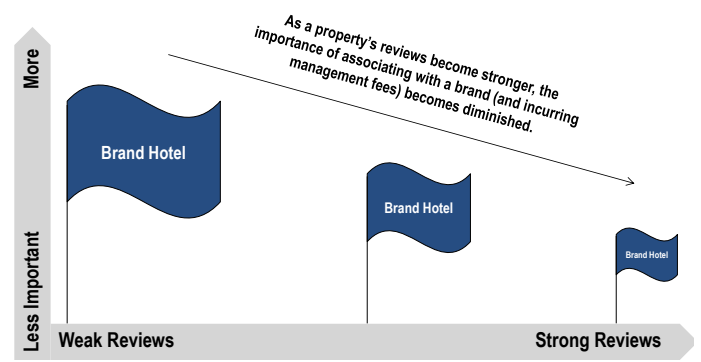 As a property's reviews become stronger, the
importance of associating with a brand (and incurring
management fees) becomes diminished.
More
Less Important
Brand Hotel
Brand Hotel
Brand Hotel
Weak Reviews
Strong Reviews